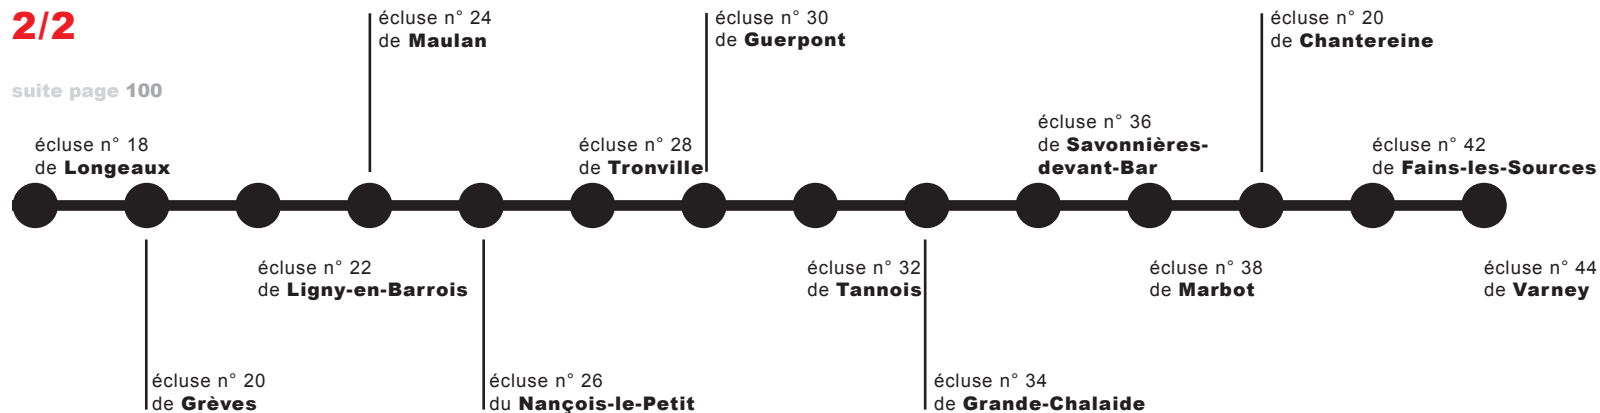 2/2
suite page 100
écluse n° 18
de Longeaux
écluse n° 20
de Grèves
écluse n° 22
de Ligny-en-Barrois
écluse n° 24
de Maulan
écluse n° 26
du Nançois-le-Petit
écluse n° 28
de Tronville
écluse n° 30
de Guerpont
écluse n° 32
de Tannois
écluse n° 34
de Grande-Chalaide
écluse n° 36
de Savonnières-
devant-Bar
écluse n° 38
de Marbot
écluse n° 20
de Chantereine
écluse n° 42
de Fains-les-Sources
écluse n° 44
de Varney